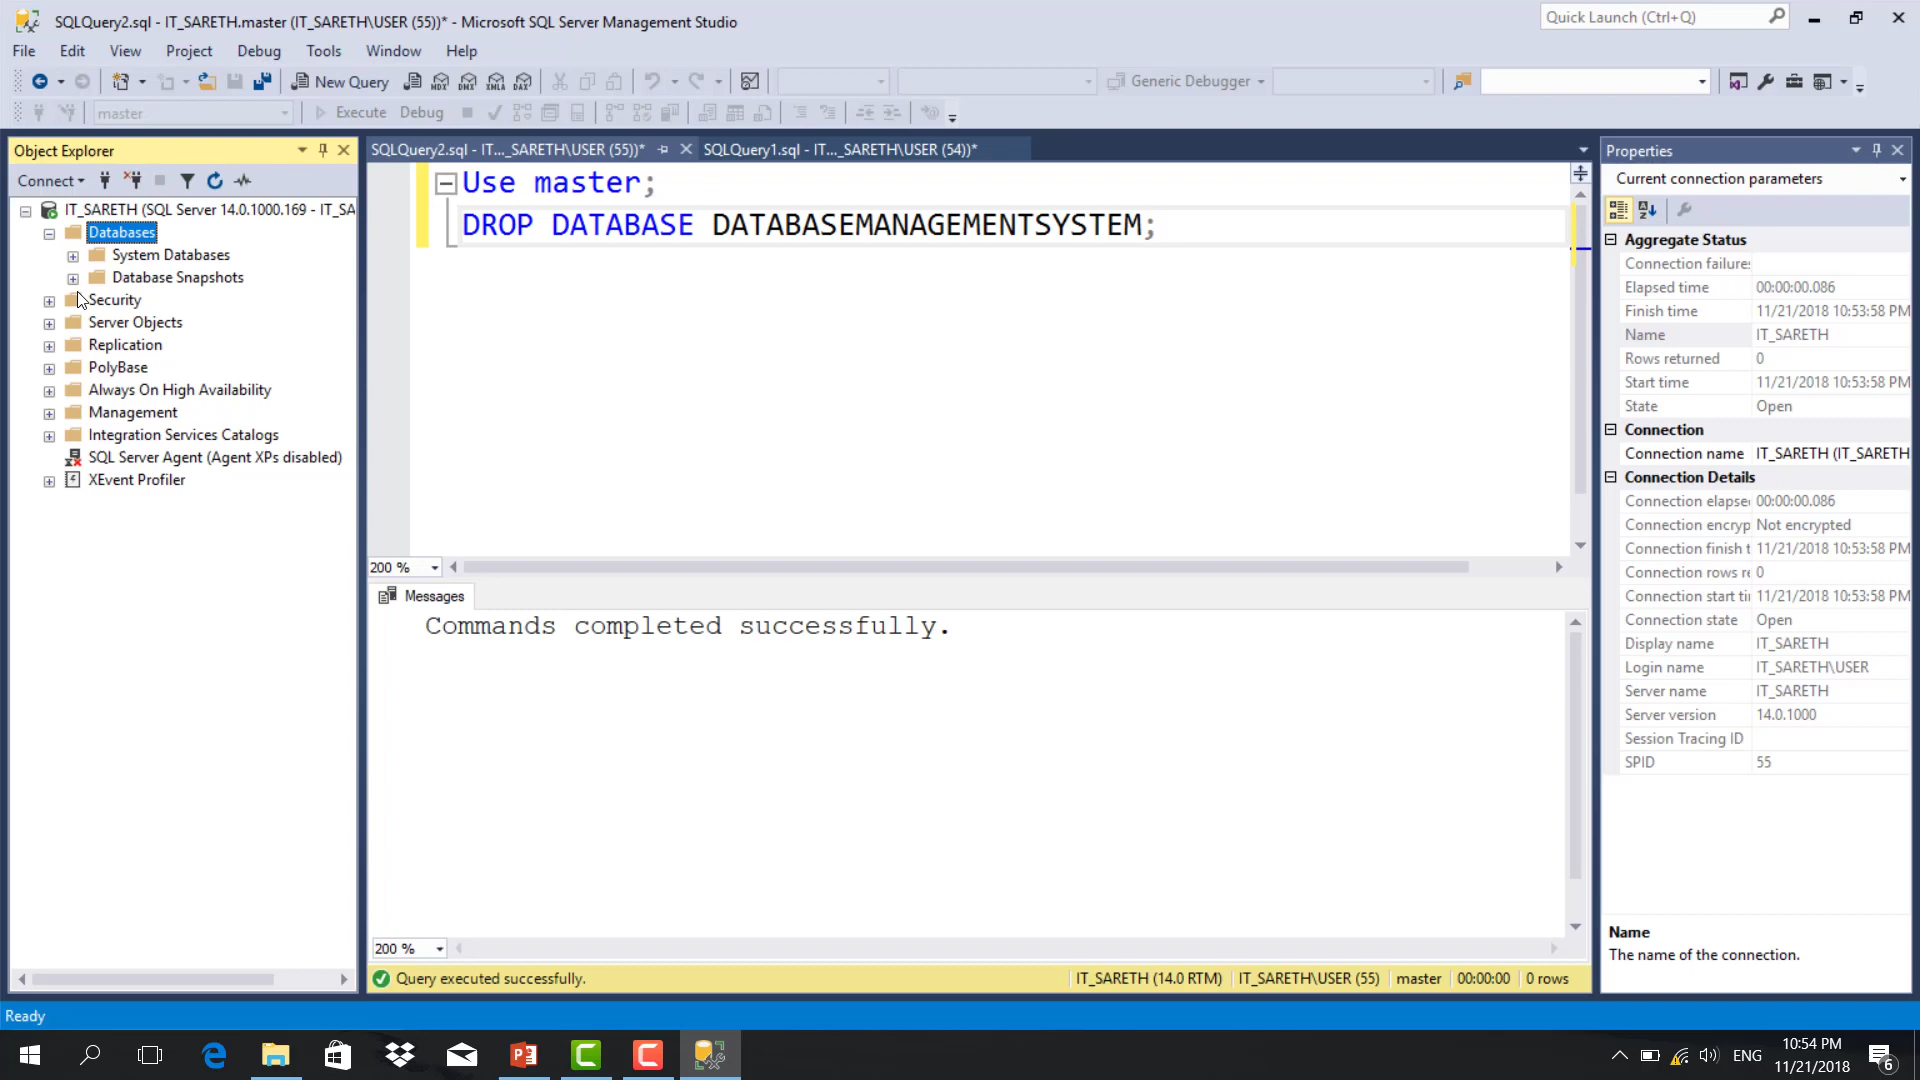 SQLQuery2.sql - IT_SARETH.master (IT_SARETH\USER (55))* - Microsoft SQL Server Management Studio
Quick Launch (Ctrl+Q)
File Edit View Project Debug Tools Window Help
New Query MDX DMX XMLA DAX Generic Debugger
master Execute Debug
Object Explorer
Connect
IT_SARETH (SQL Server 14.0.1000.169 - IT_SA
Databases
System Databases
Database Snapshots
Security
Server Objects
Replication
PolyBase
Always On High Availability
Management
Integration Services Catalogs
SQL Server Agent (Agent XPs disabled)
XEvent Profiler
SQLQuery2.sql - IT..._SARETH\USER (55))* SQLQuery1.sql - IT..._SARETH\USER (54))*
Use master;
DROP DATABASE DATABASEMANAGEMENTSYSTEM;
200 %
Messages
Commands completed successfully.
200 %
Query executed successfully. IT_SARETH (14.0 RTM) IT_SARETH\USER (55) master 00:00:00 0 rows
Properties
Current connection parameters
Aggregate Status
Connection failures
Elapsed time 00:00:00.086
Finish time 11/21/2018 10:53:58 PM
Name IT_SARETH
Rows returned 0
Start time 11/21/2018 10:53:58 PM
State Open
Connection
Connection name IT_SARETH (IT_SARETH
Connection Details
Connection elapse 00:00:00.086
Connection encryp Not encrypted
Connection finish t 11/21/2018 10:53:58 PM
Connection rows re 0
Connection start ti 11/21/2018 10:53:58 PM
Connection state Open
Display name IT_SARETH
Login name IT_SARETH\USER
Server name IT_SARETH
Server version 14.0.1000
Session Tracing ID
SPID 55
Name
The name of the connection.
Ready
ENG
10:54 PM
11/21/2018
6